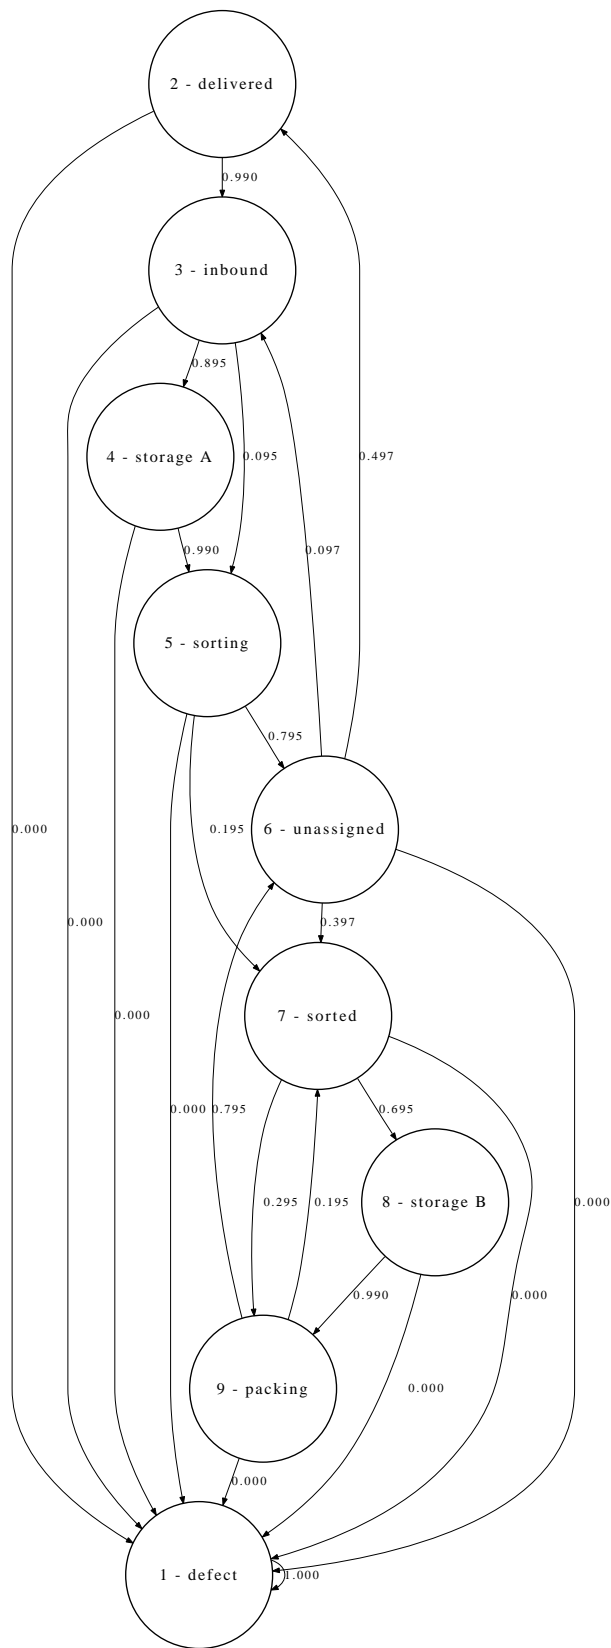 2 - delivered
0.990
3 - inbound
0.895
4 - storage A
0.095
0.497
0.990
0.097
5 - sorting
0.795
0.000
0.195
6 - unassigned
0.000
0.397
0.000
7 - sorted
0.000
0.795
0.695
0.295
0.195
8 - storage B
0.000
0.990
0.000
9 - packing
0.000
0.000
1 - defect
1.000